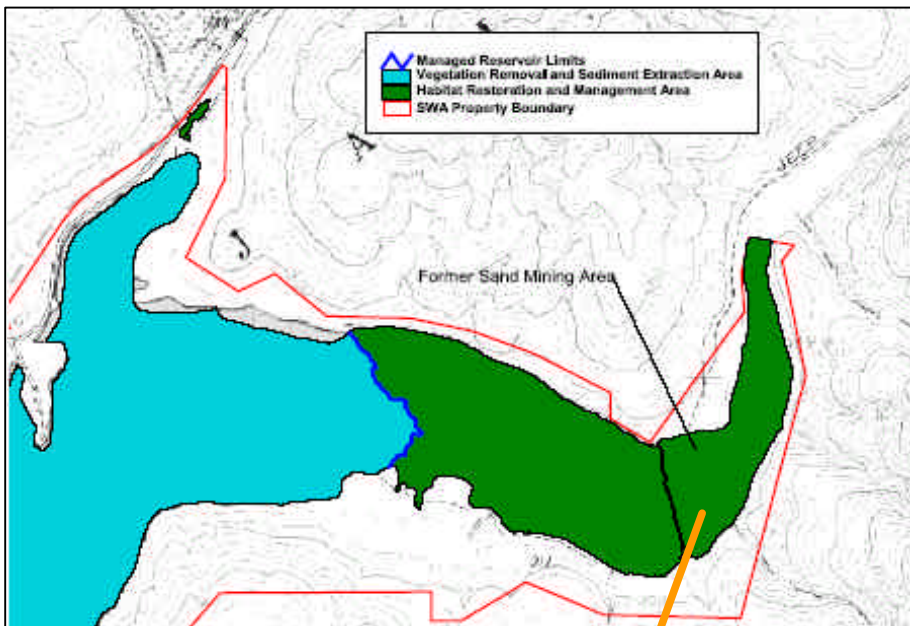 Managed Reservoir Limits
Vegetation Removal and Sediment Extraction Area
Habitat Restoration and Management Area
SWA Property Boundary
JEEP
Former Sand Mining Area